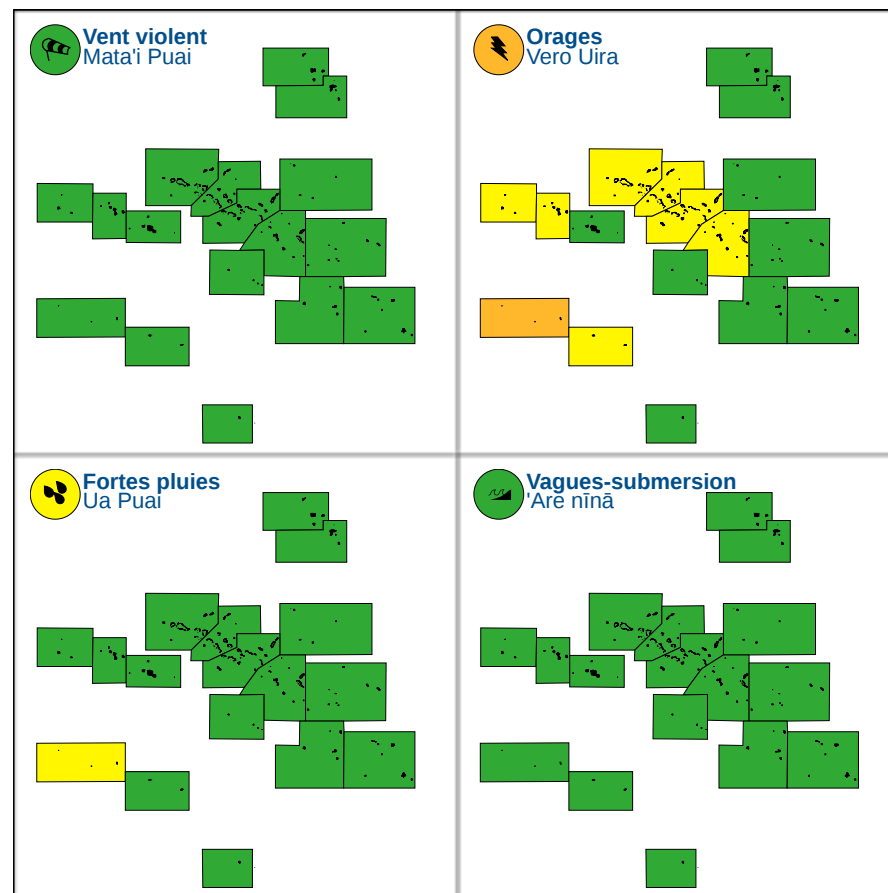 Vent violent
Mata'i Puai
Orages
Vero Uira
Fortes pluies
Ua Puai
Vagues-submersion
'Are nīnā